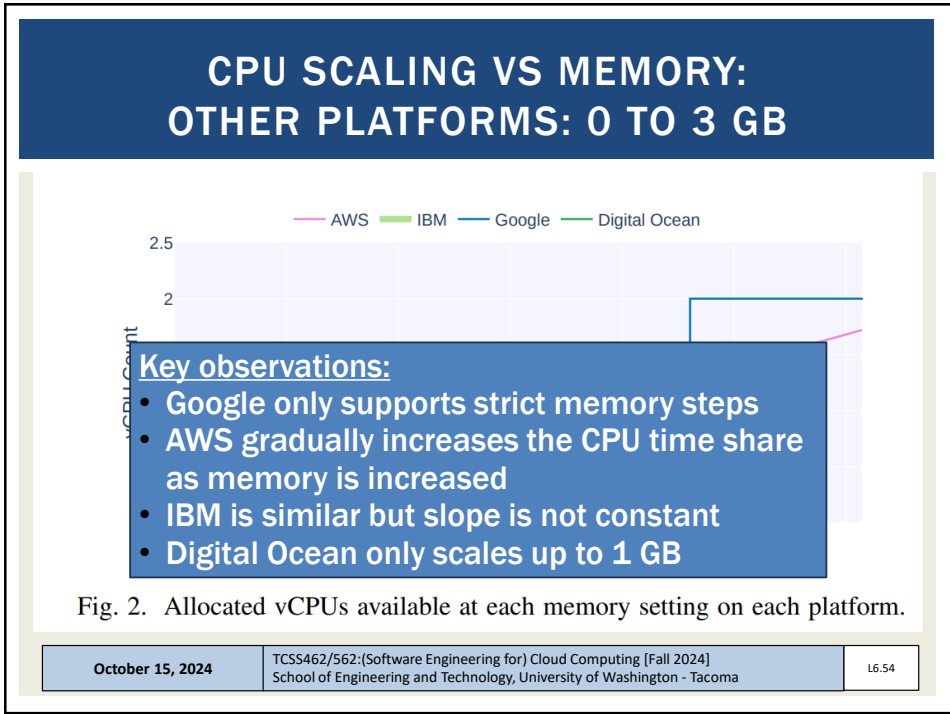 CPU SCALING VS MEMORY:
OTHER PLATFORMS: 0 TO 3 GB
AWS IBM Google Digital Ocean
2.5
2
Key observations:
• Google only supports strict memory steps
• AWS gradually increases the CPU time share
as memory is increased
• IBM is similar but slope is not constant
• Digital Ocean only scales up to 1 GB
Fig. 2. Allocated vCPUs available at each memory setting on each platform.
October 15, 2024
TCSS462/562:(Software Engineering for) Cloud Computing [Fall 2024]
School of Engineering and Technology, University of Washington - Tacoma
L6.54